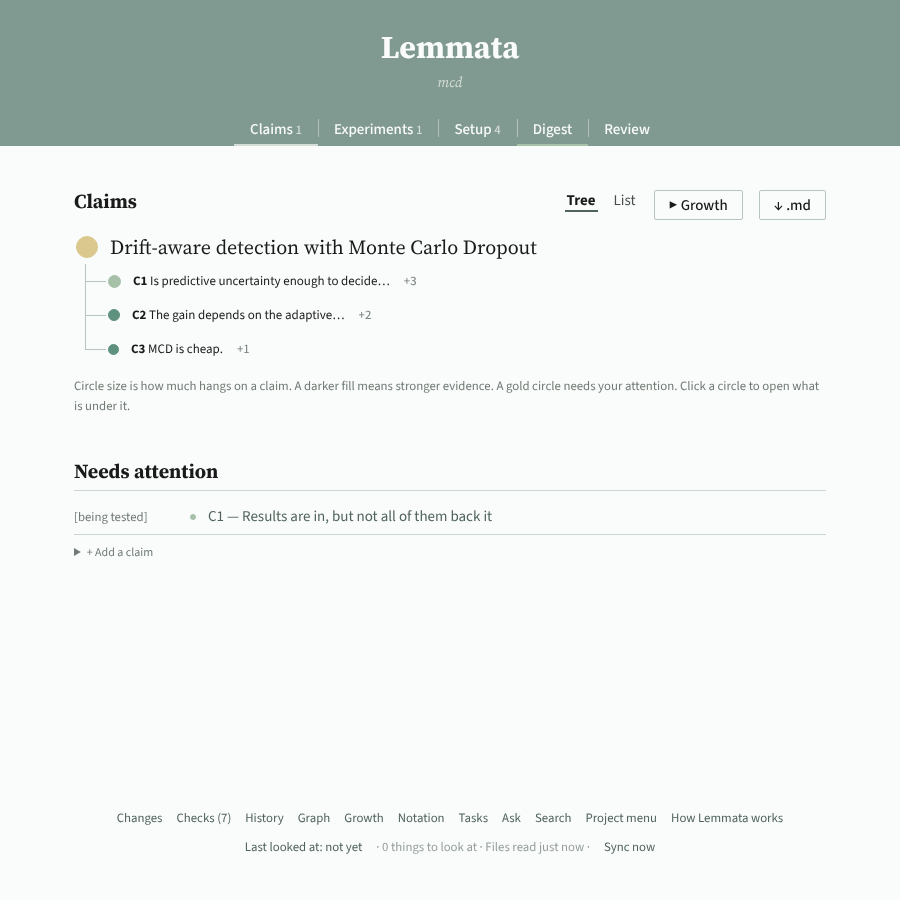 Lemmata
mcd
Claims 1 Experiments 1 Setup 4 Digest Review
Claims Tree List ▶ Growth ↓ .md
Drift-aware detection with Monte Carlo Dropout
C1 Is predictive uncertainty enough to decide… +3
C2 The gain depends on the adaptive… +2
C3 MCD is cheap. +1
Circle size is how much hangs on a claim. A darker fill means stronger evidence. A gold circle needs your attention. Click a circle to open what
is under it.
Needs attention
[being tested] C1 — Results are in, but not all of them back it
▶ + Add a claim
Changes Checks (7) History Graph Growth Notation Tasks Ask Search Project menu How Lemmata works
Last looked at: not yet · 0 things to look at · Files read just now · Sync now